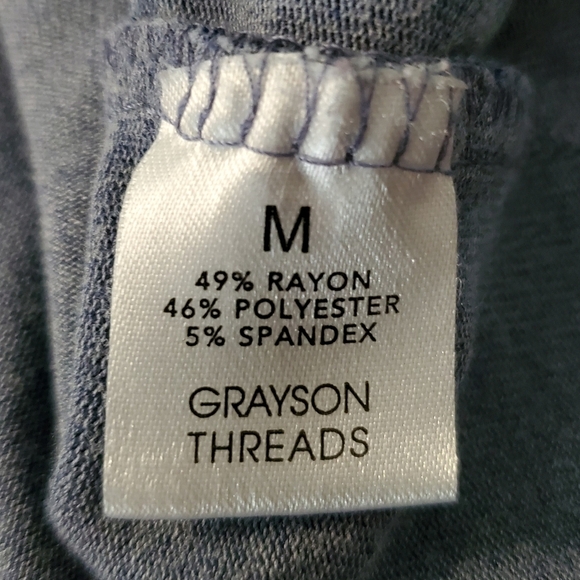 M
49% RAYON
46% POLYESTER
5% SPANDEX
GRAYSON
THREADS